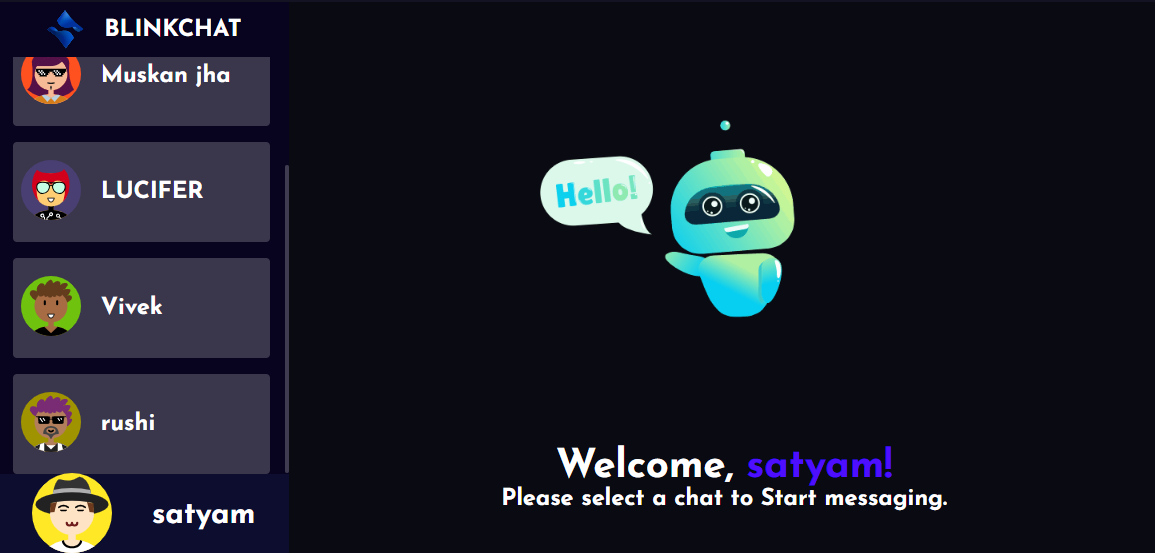 BLINKCHAT
Muskan jha
LUCIFER
Vivek
rushi
satyam
Hello!
Welcome, satyam!
Please select a chat to Start messaging.